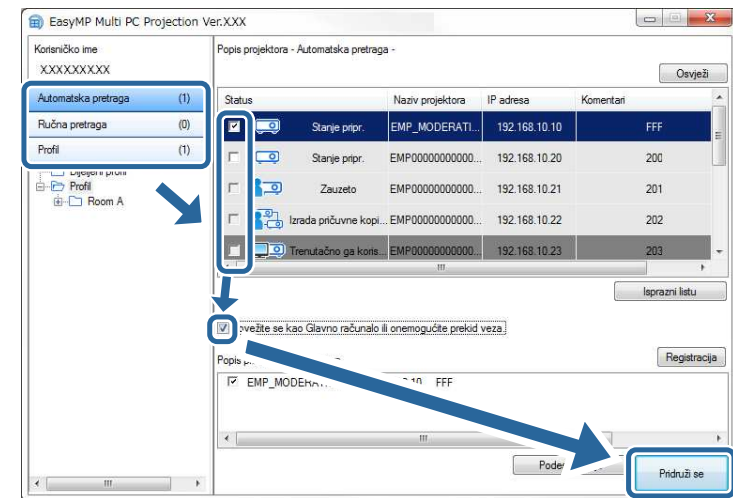 EasyMP Multi PC Projection Ver.XXX
Korisničko ime
XXXXXXXXX
Automatska pretraga (1)
Ručna pretraga (0)
Profil (1)
Dijeljeni profil
Profil
Room A
Popis projektora - Automatska pretraga -
Osvježi
Status Naziv projektora IP adresa Komentari
Stanje pripr. EMP_MODERATI... 192.168.10.10 FFF
Stanje pripr. EMP00000000000... 192.168.10.20 200
Zauzeto EMP00000000000... 192.168.10.21 201
Izrada pričuvne kopi... EMP00000000000... 192.168.10.22 202
Trenutačno ga koris... EMP00000000000... 192.168.10.23 203
Isprazni listu
se kao Glavno računalo ili onemogućite prekid veza.
Popis
Registracija
FFF
Pridruži se